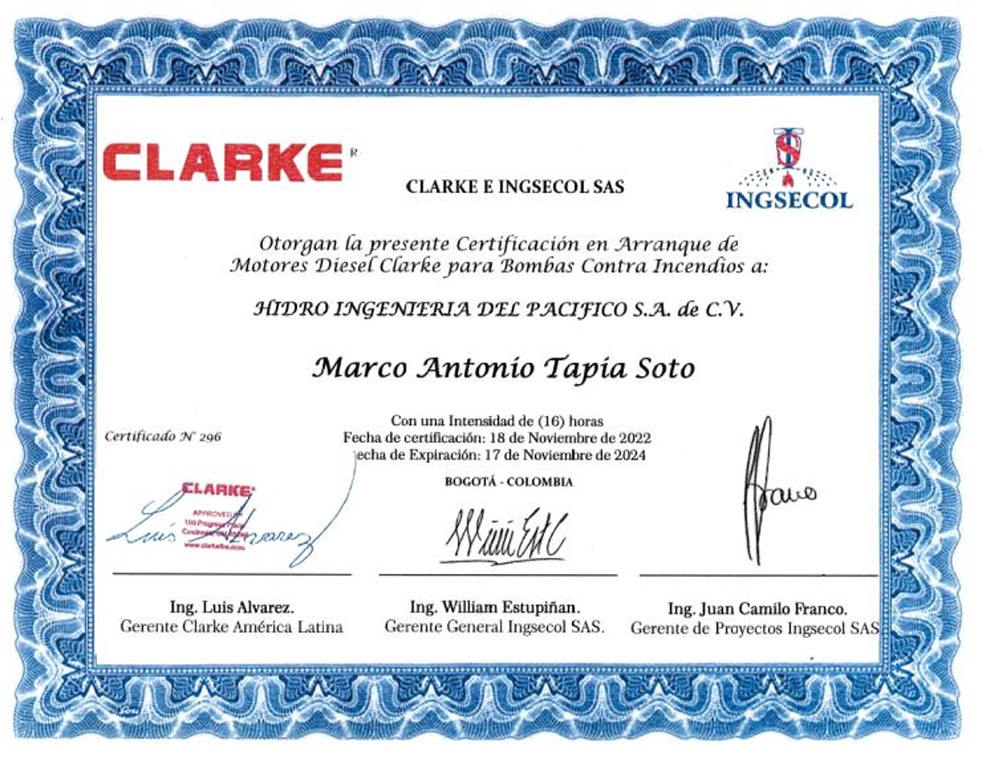 CLARKE®
INGSECOL
CLARKE E INGSECOL SAS
Otorgan la presente Certificación en Arranque de
Motores Diesel Clarke para Bombas Contra Incendios a:
HIDRO INGENIERIA DEL PACIFICO S.A. de C.V.
Marco Antonio Tapia Soto
Con una Intensidad de (16) horas
Certificado N° 296
Fecha de certificación: 18 de Noviembre de 2022
echa de Expiración: 17 de Noviembre de 2024
BOGOTÁ - COLOMBIA
CLARKE
APPROVED
100 Progress Place
www.clarkefire.com
Luis Alvarez
Ing. Luis Alvarez.
Gerente Clarke América Latina
Ing. William Estupiñan.
Gerente General Ingsecol SAS.
Ing. Juan Camilo Franco.
Gerente de Proyectos Ingsecol SAS